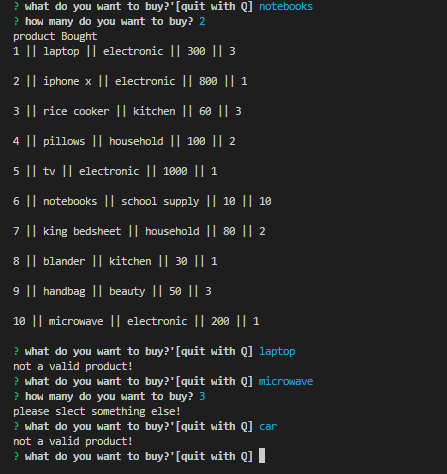 ? what do you want to buy?'[quit with Q] notebooks
? how many do you want to buy? 2
product Bought
1 || laptop || electronic || 300 || 3
2 || iphone x || electronic || 800 || 1
3 || rice cooker || kitchen || 60 || 3
4 || pillows || household || 100 || 2
5 || tv || electronic || 1000 || 1
6 || notebooks || school supply || 10 || 10
7 || king bedsheet || household || 80 || 2
8 || blander || kitchen || 30 || 1
9 || handbag || beauty || 50 || 3
10 || microwave || electronic || 200 || 1
? what do you want to buy?'[quit with Q] laptop
not a valid product!
? what do you want to buy?'[quit with Q] microwave
? how many do you want to buy? 3
please slect something else!
? what do you want to buy?'[quit with Q] car
not a valid product!
? what do you want to buy?'[quit with Q]